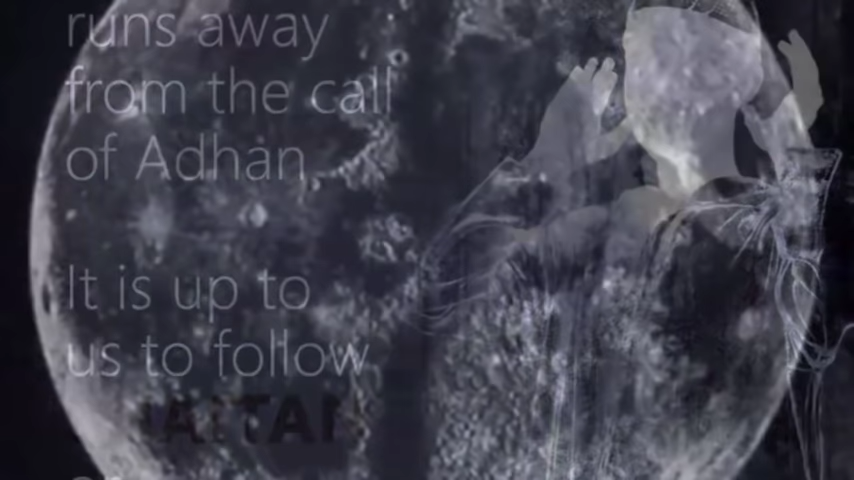 runs away
from the call
of Adhan
It is up to
us to follow